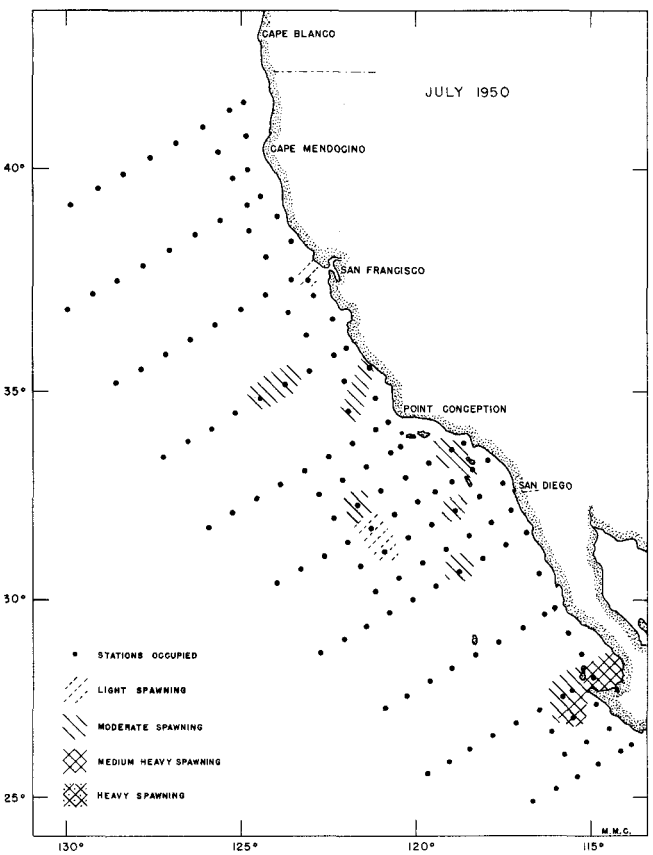 CAPE BLANCO
JULY 1950
CAPE MENDOCINO
40°
SAN FRANCISCO
35°
POINT CONCEPTION
SAN DIEGO
30°
STATIONS OCCUPIED
LIGHT SPAWNING
MODERATE SPAWNING
MEDIUM HEAVY SPAWNING
HEAVY SPAWNING
25°
M.M.C.
130°
125°
120°
115°